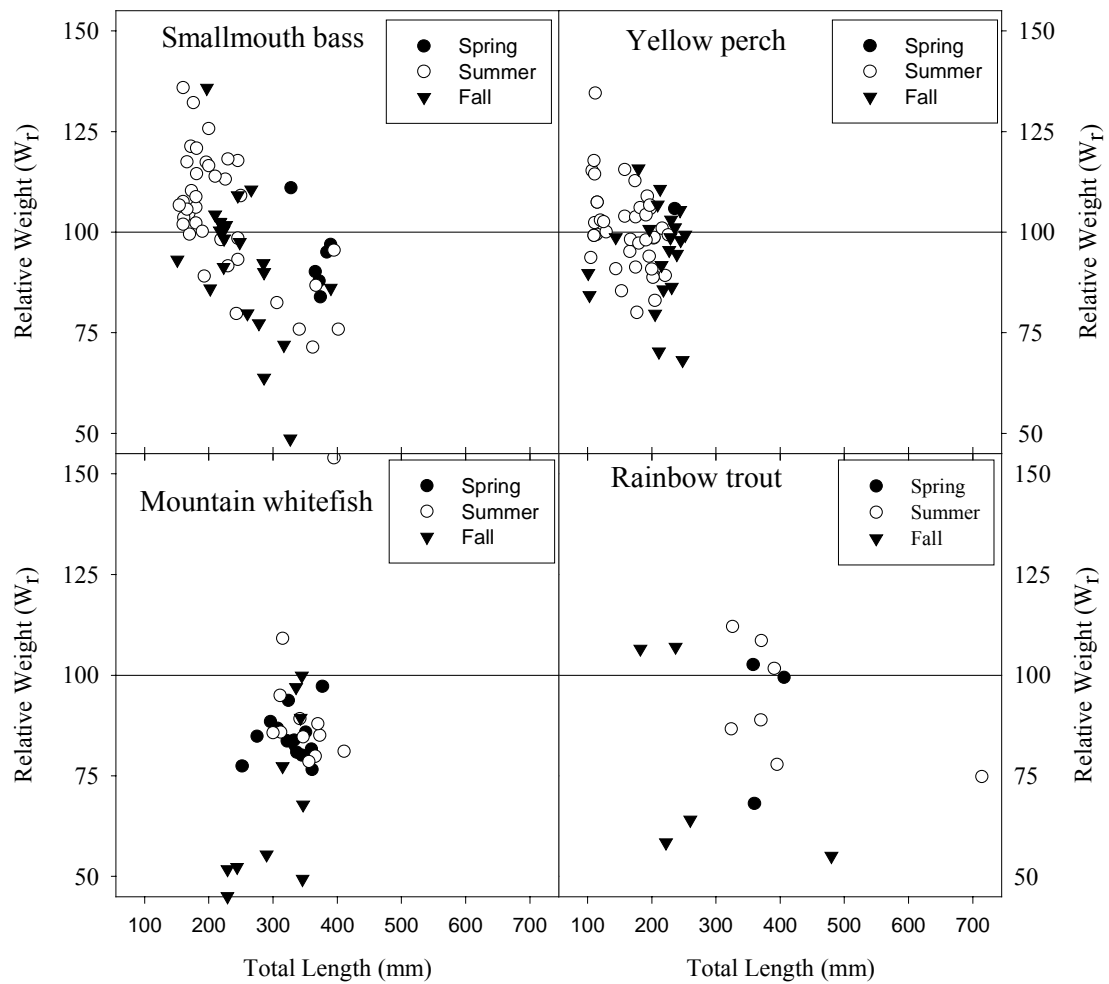 150 Smallmouth bass Spring Yellow perch Spring 150
Summer Summer
Fall Fall
125 125
Relative Weight (Wr) Relative Weight (Wr)
100 100
75 75
50 50
150 Mountain whitefish Spring Rainbow trout Spring 150
Summer Summer
Fall Fall
125 125
Relative Weight (Wr) Relative Weight (Wr)
100 100
75 75
50 50
100 200 300 400 500 600 700 100 200 300 400 500 600 700
Total Length (mm) Total Length (mm)